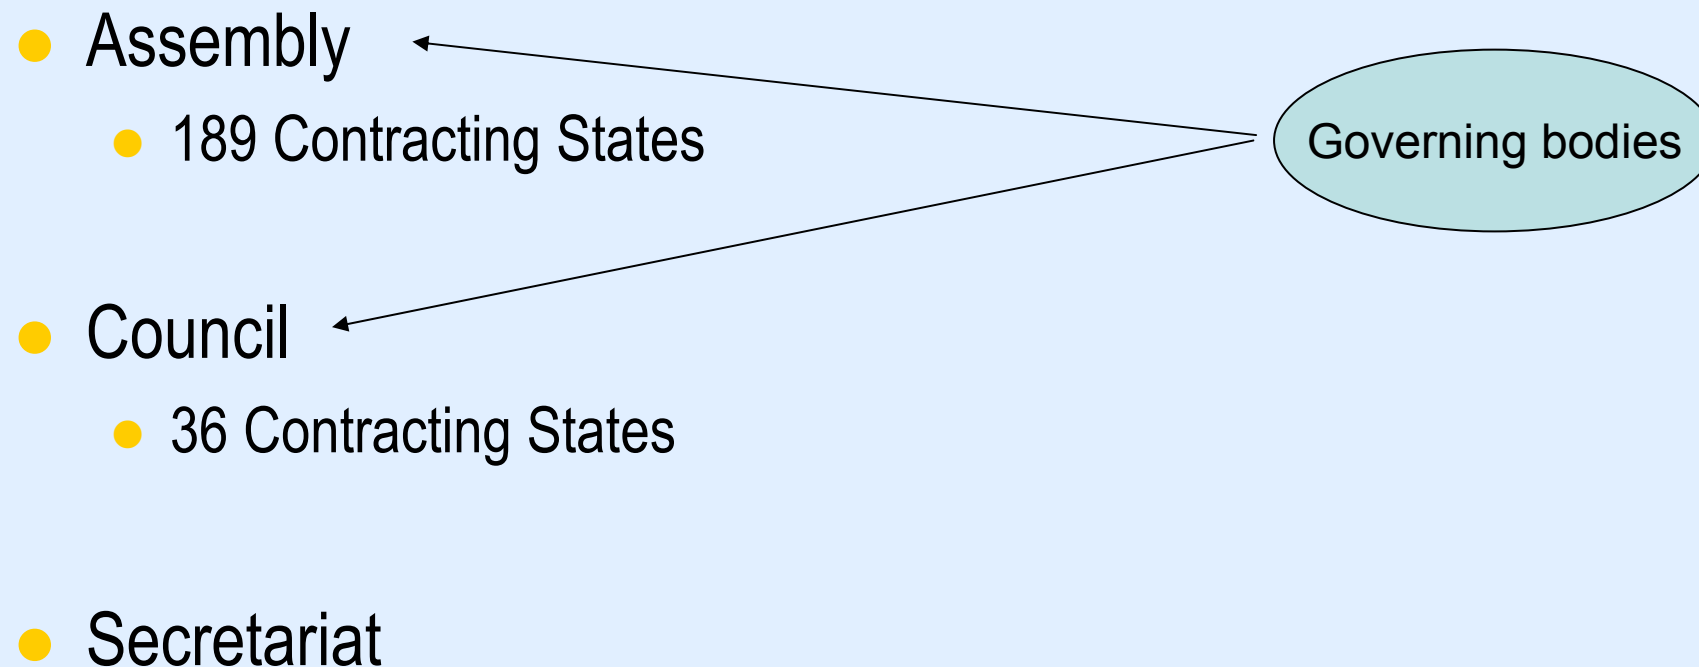 Assembly
189 Contracting States
Governing bodies
Council
36 Contracting States
Secretariat